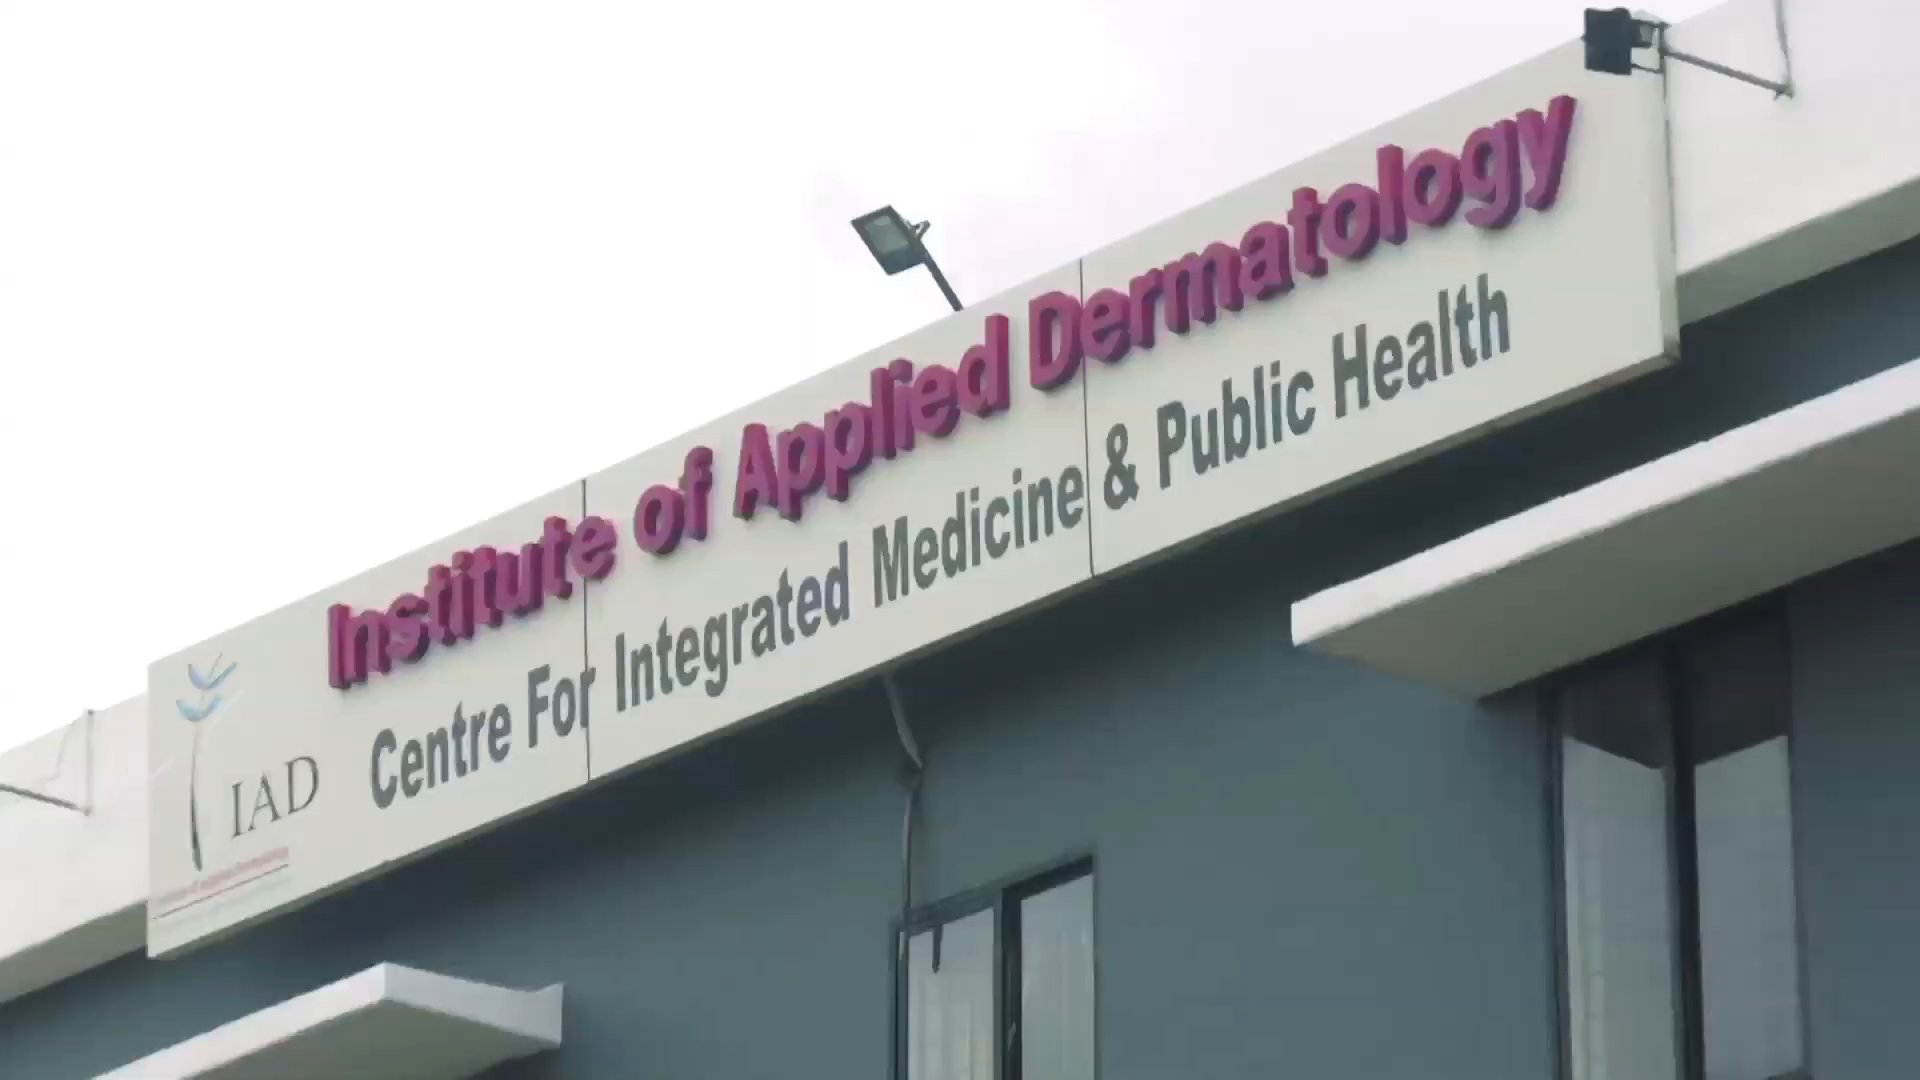 Institute of Applied Dermatology
Centre For Integrated Medicine & Public Health
IAD